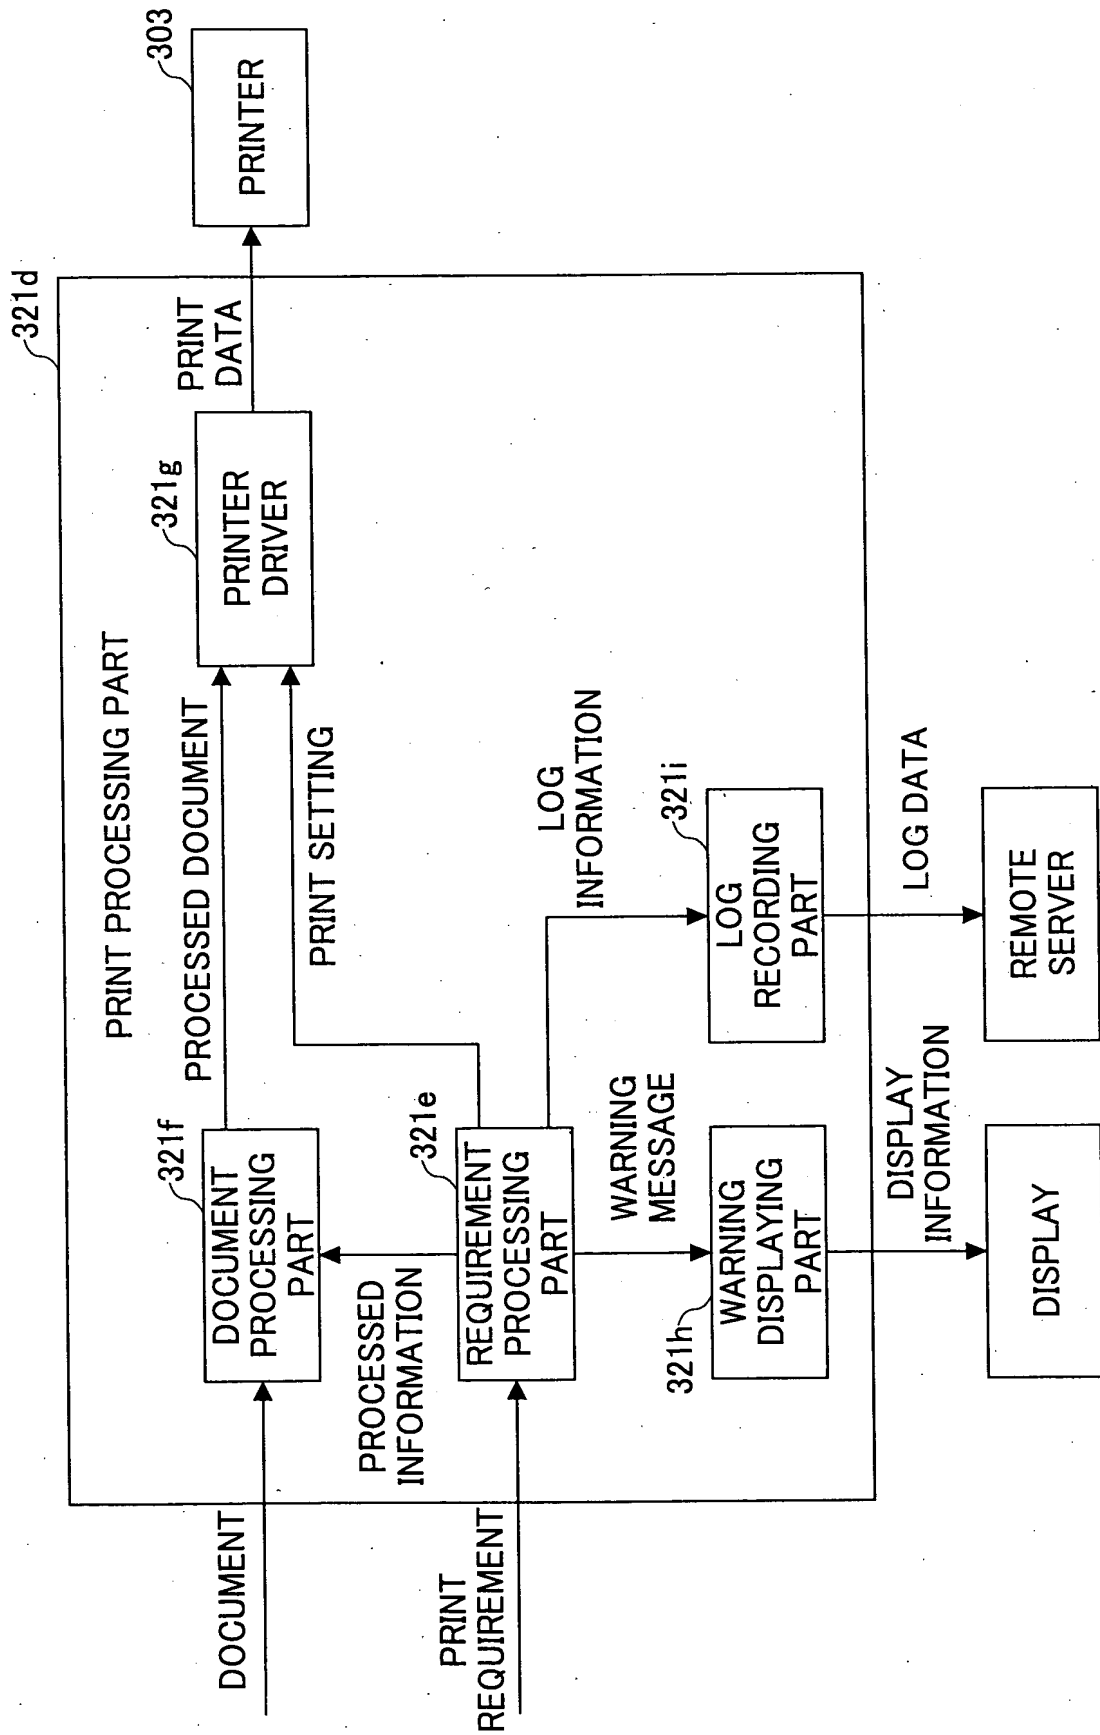 321d
PRINT PROCESSING PART
DOCUMENT
321f
DOCUMENT
PROCESSING
PART
PROCESSED DOCUMENT
321g
PRINTER
DRIVER
PRINT
DATA
303
PRINTER
PROCESSED
INFORMATION
PRINT SETTING
PRINT
REQUIREMENT
321e
REQUIREMENT
PROCESSING
PART
WARNING
MESSAGE
LOG
INFORMATION
321h
WARNING
DISPLAYING
PART
321i
LOG
RECORDING
PART
DISPLAY
INFORMATION
LOG DATA
DISPLAY
REMOTE
SERVER